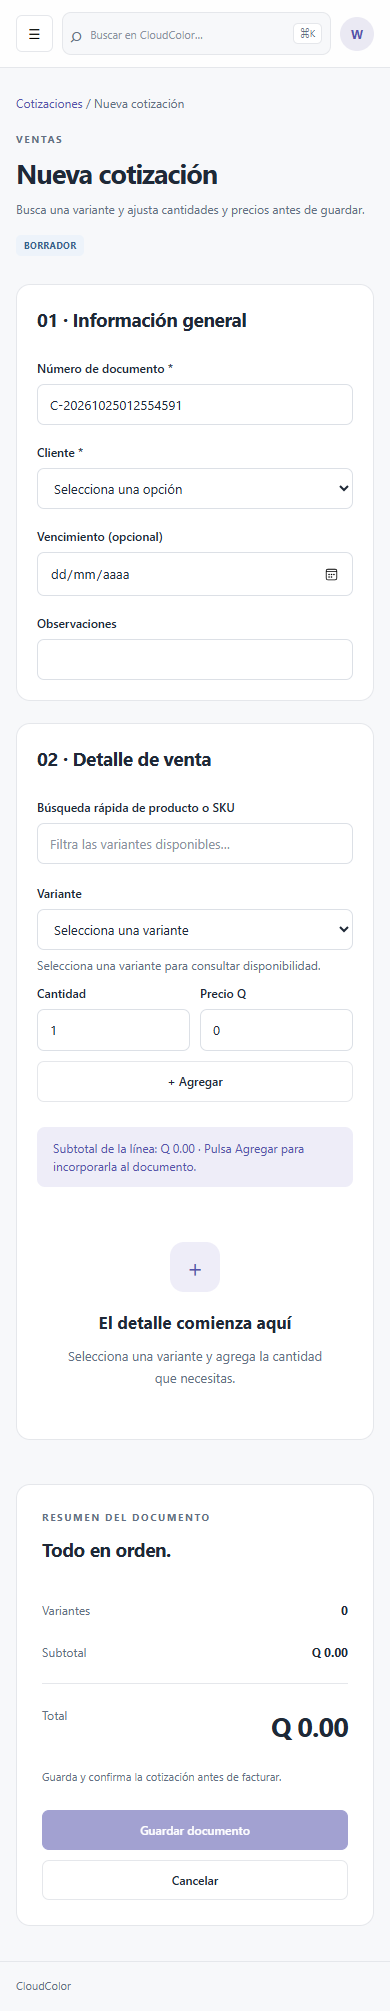 ☰
Buscar en CloudColor...
⌘K
W
Cotizaciones / Nueva cotización
VENTAS
Nueva cotización
Busca una variante y ajusta cantidades y precios antes de guardar.
BORRADOR
01 · Información general
Número de documento *
C-20261025012554591
Cliente *
Selecciona una opción
Vencimiento (opcional)
dd/mm/aaaa
Observaciones
02 · Detalle de venta
Búsqueda rápida de producto o SKU
Filtra las variantes disponibles...
Variante
Selecciona una variante
Selecciona una variante para consultar disponibilidad.
Cantidad Precio Q
1 0
+ Agregar
Subtotal de la línea: Q 0.00 · Pulsa Agregar para
incorporarla al documento.
+
El detalle comienza aquí
Selecciona una variante y agrega la cantidad
que necesitas.
RESUMEN DEL DOCUMENTO
Todo en orden.
Variantes 0
Subtotal Q 0.00
Total Q 0.00
Guarda y confirma la cotización antes de facturar.
Guardar documento
Cancelar
CloudColor